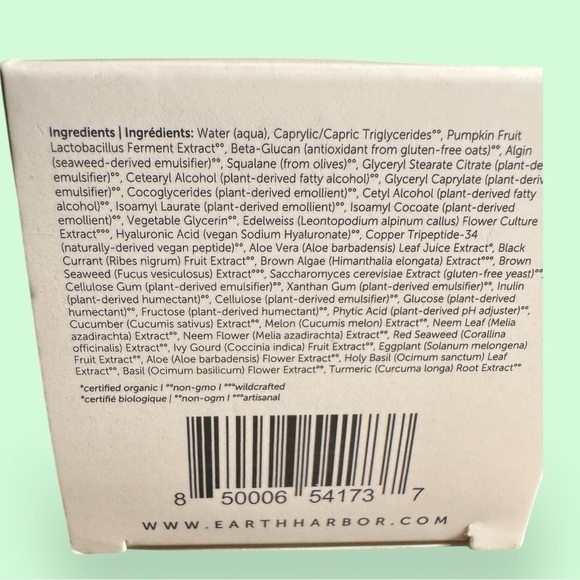 Ingredients | Ingrédients: Water (aqua), Caprylic/Capric Triglycerides°°, Pumpkin Fruit
Lactobacillus Ferment Extract°°, Beta-Glucan (antioxidant from gluten-free oats)°°, Algin
(seaweed-derived emulsifier)°°, Squalane (from olives)°°, Glyceryl Stearate Citrate (plant-de
emulsifier)°°, Cetearyl Alcohol (plant-derived fatty alcohol)°°, Glyceryl Caprylate (plant-deriv
emulsifier)°°, Cocoglycerides (plant-derived emollient)°°, Cetyl Alcohol (plant-derived fatty
alcohol)°°, Isoamyl Laurate (plant-derived emollient)°°, Isoamyl Cocoate (plant-derived
emollient)°°, Vegetable Glycerin°°, Edelweiss (Leontopodium alpinum callus) Flower Culture
Extract°°°, Hyaluronic Acid (vegan Sodium Hyaluronate)°°, Copper Tripeptide-34
(naturally-derived vegan peptide)°°, Aloe Vera (Aloe barbadensis) Leaf Juice Extract°, Black
Currant (Ribes nigrum) Fruit Extract°°, Brown Algae (Himanthalia elongata) Extract°°°, Brown
Seaweed (Fucus vesiculosus) Extract°°°, Saccharomyces cerevisiae Extract (gluten-free yeast)°°,
Cellulose Gum (plant-derived emulsifier)°°, Xanthan Gum (plant-derived emulsifier)°°, Inulin
(plant-derived humectant)°°, Cellulose (plant-derived emulsifier)°°, Glucose (plant-derived
humectant)°°, Fructose (plant-derived humectant)°°, Phytic Acid (plant-derived pH adjuster)°°,
Cucumber (Cucumis sativus) Extract°°, Melon (Cucumis melon) Extract°°, Neem Leaf (Melia
azadirachta) Extract°°, Neem Flower (Melia azadirachta) Extract°°, Red Seaweed (Corallina
officinalis) Extract°°, Ivy Gourd (Coccinia indica) Fruit Extract°°, Eggplant (Solanum melongena)
Fruit Extract°°, Aloe (Aloe barbadensis) Flower Extract°°, Holy Basil (Ocimum sanctum) Leaf
Extract°°, Basil (Ocimum basilicum) Flower Extract°°, Turmeric (Curcuma longa) Root Extract°°
°certified organic | °°non-gmo | °°°wildcrafted
°certifié biologique | °°non-ogm | °°°artisanal
8 50006 54173 7
WWW.EARTHHARBOR.COM